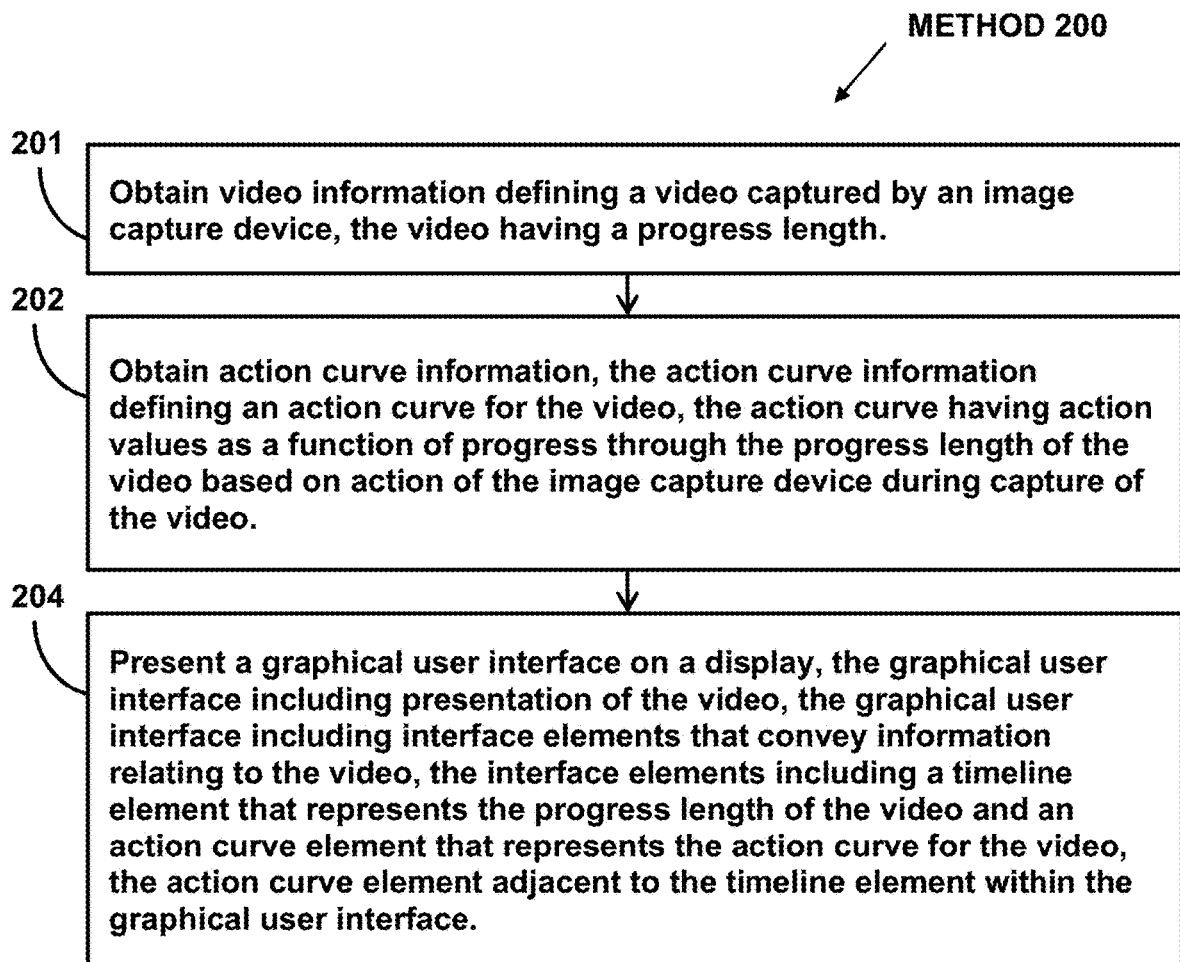 METHOD 200
201
Obtain video information defining a video captured by an image
capture device, the video having a progress length.
202
Obtain action curve information, the action curve information
defining an action curve for the video, the action curve having action
values as a function of progress through the progress length of the
video based on action of the image capture device during capture of
the video.
204
Present a graphical user interface on a display, the graphical user
interface including presentation of the video, the graphical user
interface including interface elements that convey information
relating to the video, the interface elements including a timeline
element that represents the progress length of the video and an
action curve element that represents the action curve for the video,
the action curve element adjacent to the timeline element within the
graphical user interface.